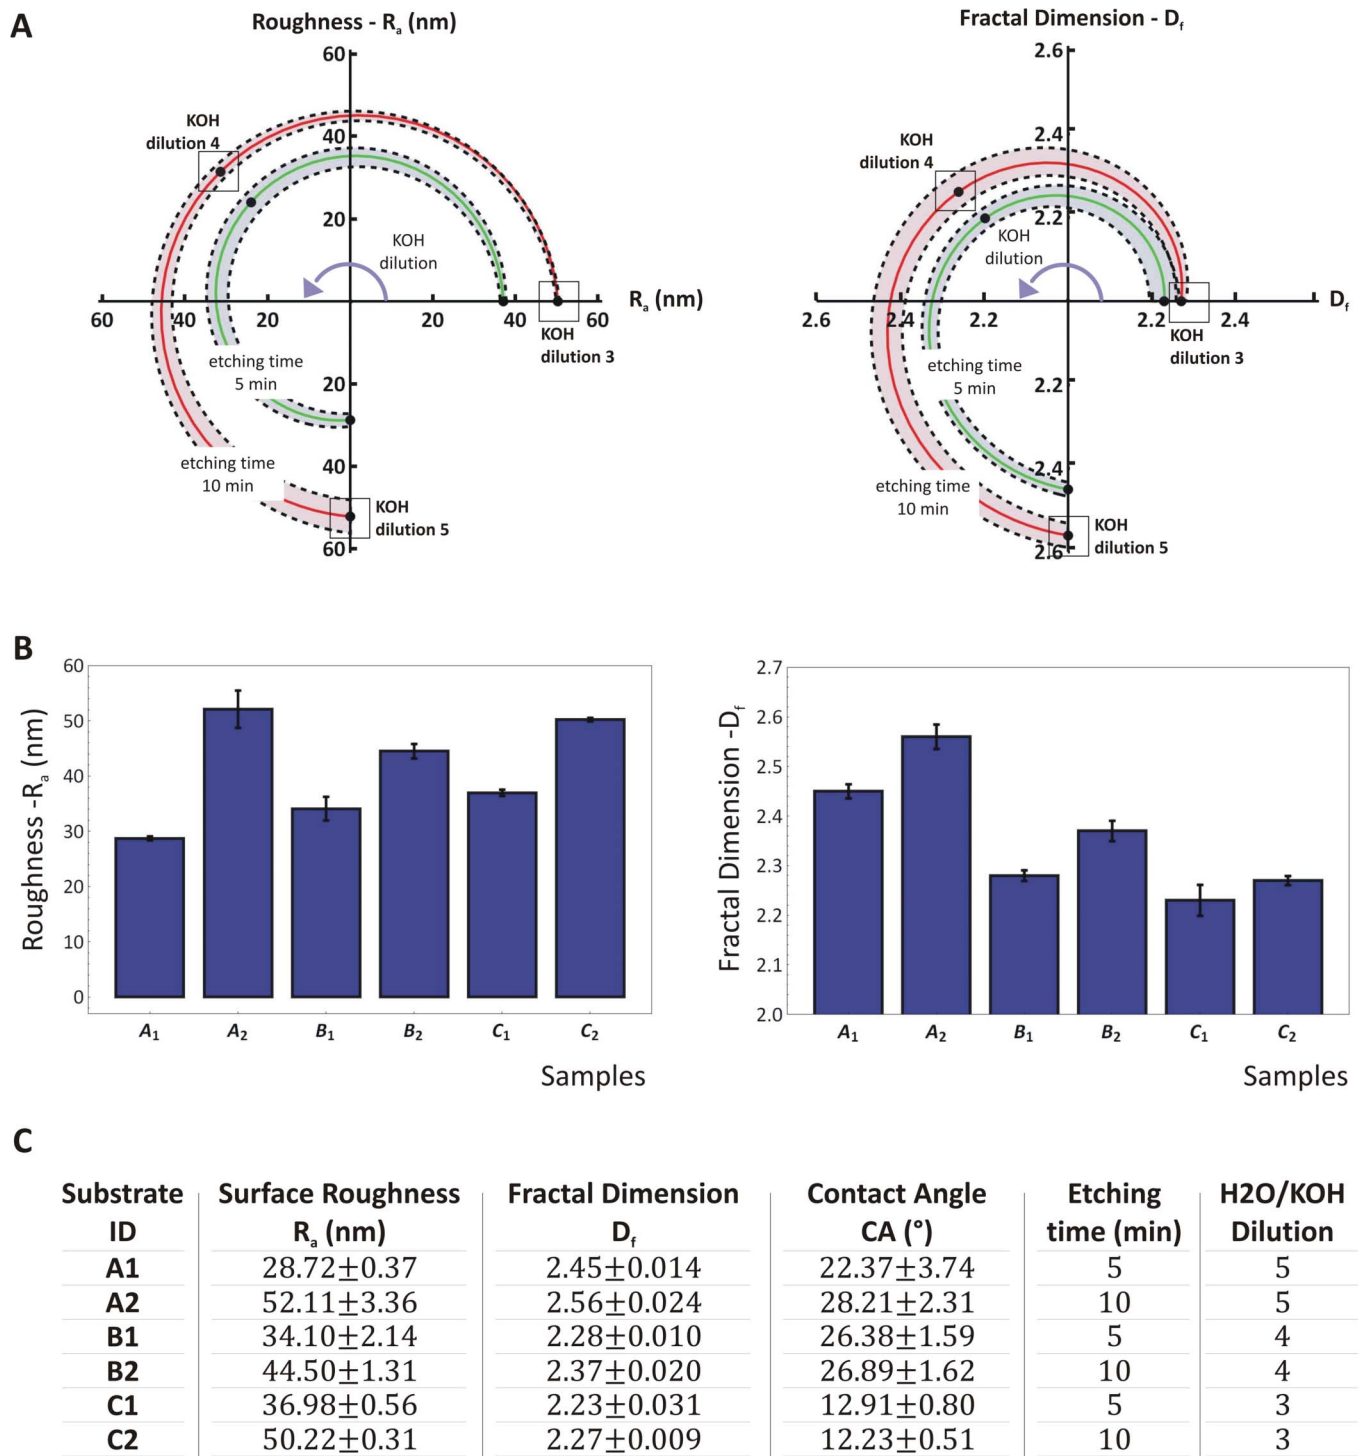 A
Roughness - Ra (nm)
60
KOH
dilution 4
40
20
KOH
dilution
60
40
20
20
40
60
Ra (nm)
KOH
dilution 3
etching time
5 min
20
40
etching time
10 min
KOH
dilution 5
60
Fractal Dimension - Df
2.6
2.4
KOH
dilution 4
2.2
KOH
dilution
2.6
2.4
2.2
2.2
2.4
Df
KOH
dilution 3
etching time
5 min
2.2
2.4
etching time
10 min
KOH
dilution 5
2.6
B
Roughness -Ra (nm)
60
50
40
30
20
10
0
A1 A2 B1 B2 C1 C2
Samples
Fractal Dimension -Df
2.7
2.6
2.5
2.4
2.3
2.2
2.1
2.0
A1 A2 B1 B2 C1 C2
Samples
C
Substrate Surface Roughness Fractal Dimension Contact Angle Etching H2O/KOH
ID Ra (nm) Df CA (°) time (min) Dilution
A1 28.72±0.37 2.45±0.014 22.37±3.74 5 5
A2 52.11±3.36 2.56±0.024 28.21±2.31 10 5
B1 34.10±2.14 2.28±0.010 26.38±1.59 5 4
B2 44.50±1.31 2.37±0.020 26.89±1.62 10 4
C1 36.98±0.56 2.23±0.031 12.91±0.80 5 3
C2 50.22±0.31 2.27±0.009 12.23±0.51 10 3